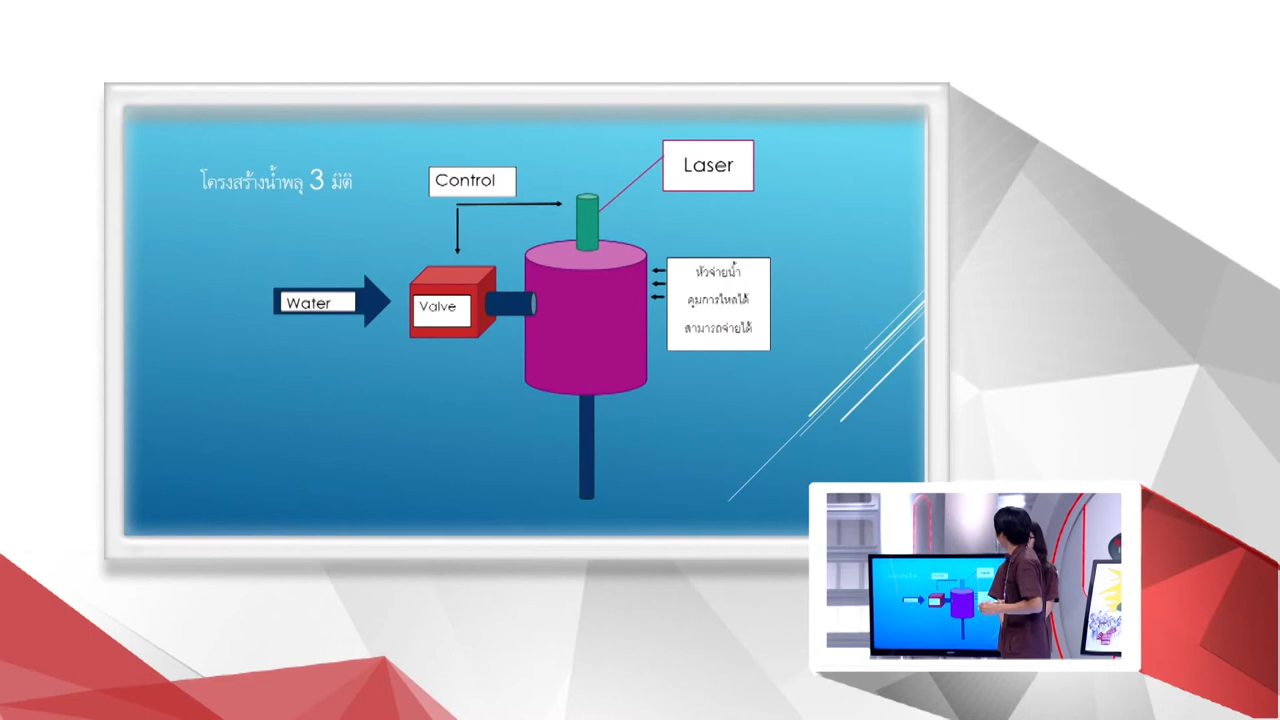 โครงสร้างน้ำพลุ 3 มิติ
Control
Laser
Water
Valve
หัวจ่ายน้ำ
คุมการไหลได้
สามารถจ่ายได้